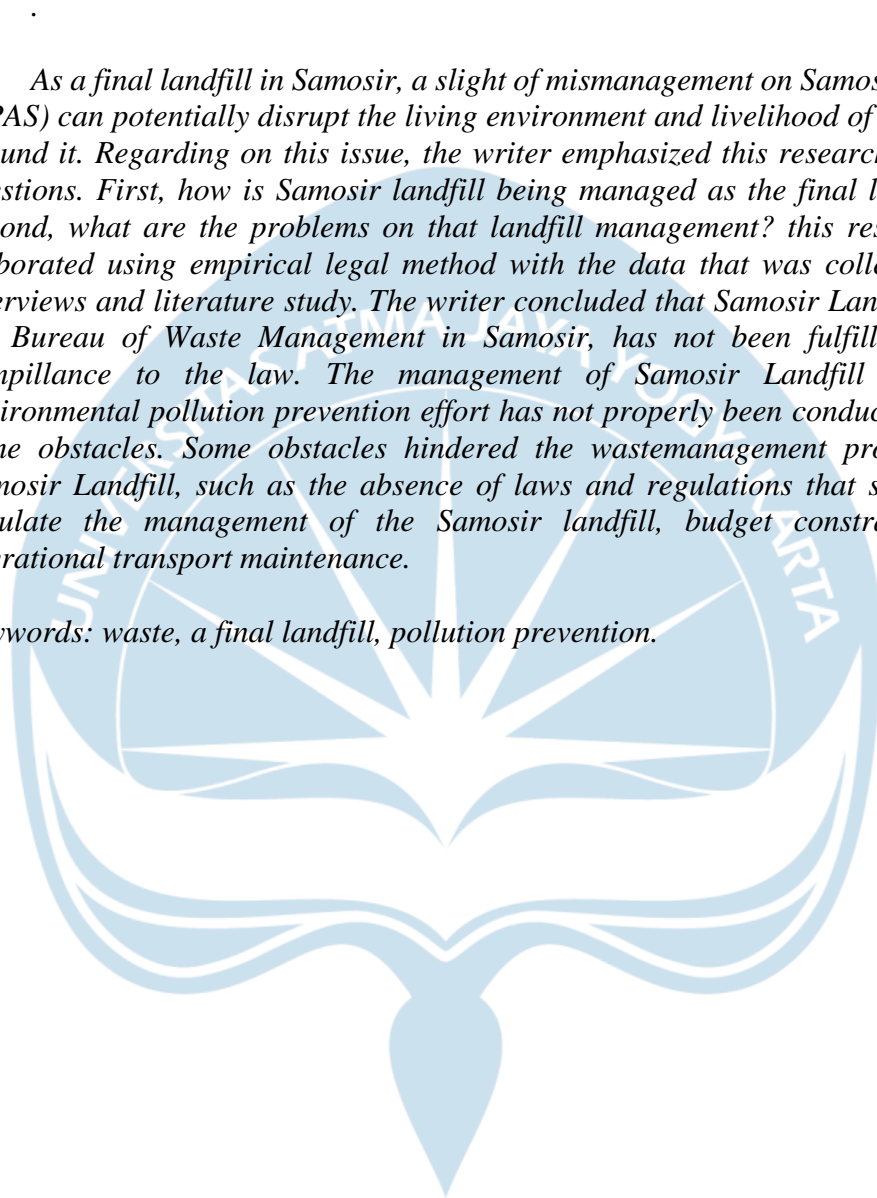 .
As a final landfill in Samosir, a slight of mismanagement on Samos
PAS) can potentially disrupt the living environment and livelihood of
und it. Regarding on this issue, the writer emphasized this research
stions. First, how is Samosir landfill being managed as the final l
ond, what are the problems on that landfill management? this res
borated using empirical legal method with the data that was colle
erviews and literature study. The writer concluded that Samosir Lan
Bureau of Waste Management in Samosir, has not been fulfill
mpillance to the law. The management of Samosir Landfill
ironmental pollution prevention effort has not properly been conduc
me obstacles. Some obstacles hindered the wastemanagement pro
mosir Landfill, such as the absence of laws and regulations that s
ulate the management of the Samosir landfill, budget constra
erational transport maintenance.
ywords: waste, a final landfill, pollution prevention.
UNIVERSITAS ATMA JAYA YOGYAKARTA